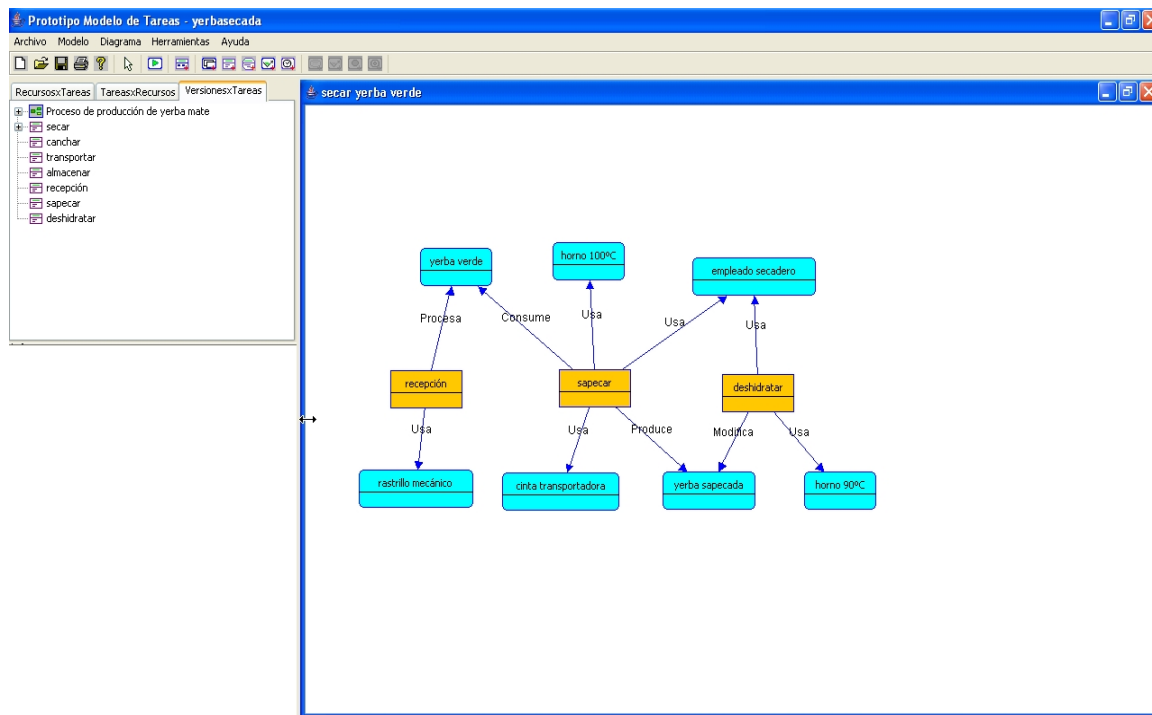 Prototipo Modelo de Tareas - yerbasecada
Archivo Modelo Diagrama Herramientas Ayuda
RecursosxTareas TareasxRecursos VersionesxTareas
Proceso de producción de yerba mate
secar
canchar
transportar
almacenar
recepción
sapecar
deshidratar
secar yerba verde
yerba verde
horno 100ºC
empleado secadero
Procesa
Consume
Usa
Usa
Usa
recepción
sapecar
deshidratar
Usa
Usa
Produce
Modifica
Usa
rastrillo mecánico
cinta transportadora
yerba sapecada
horno 90ºC